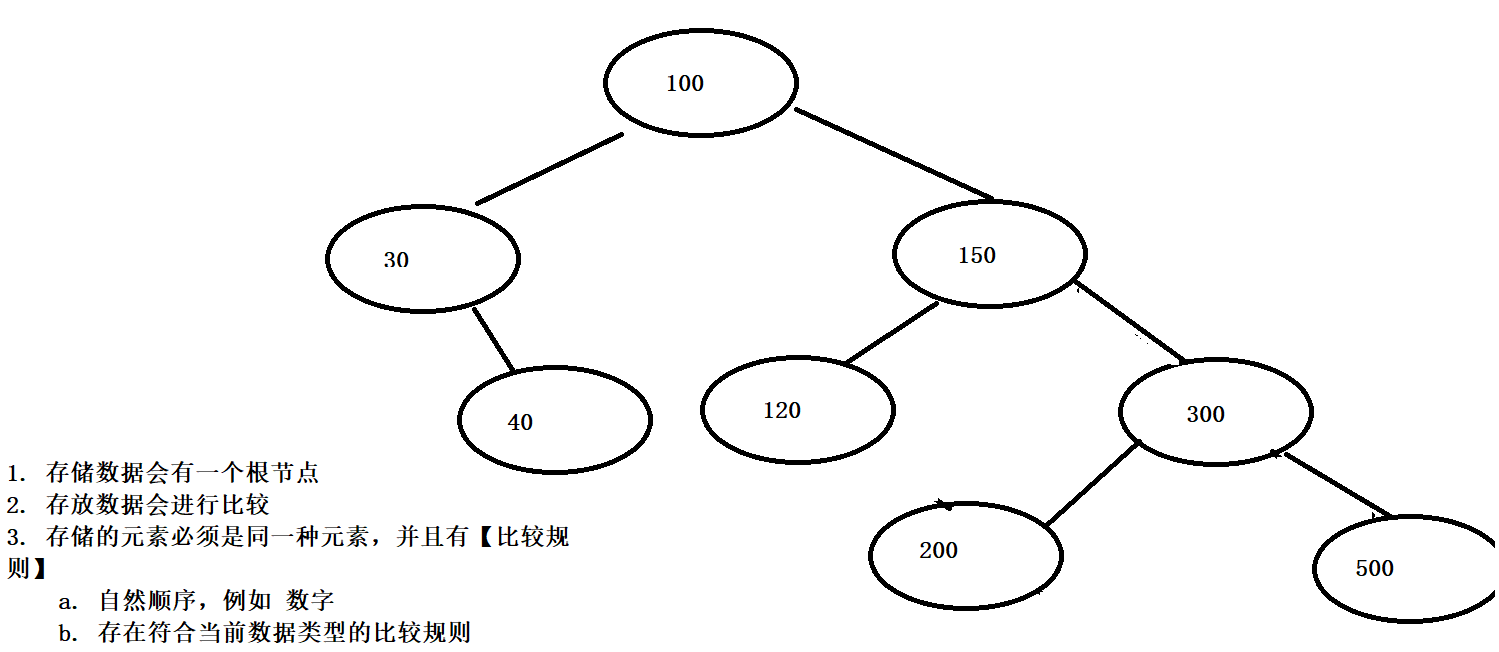 100
30
150
40
120
300
200
500
1. 存储数据会有一个根节点
2. 存放数据会进行比较
3. 存储的元素必须是同一种元素，并且有【比较规
则】
a. 自然顺序，例如 数字
b. 存在符合当前数据类型的比较规则